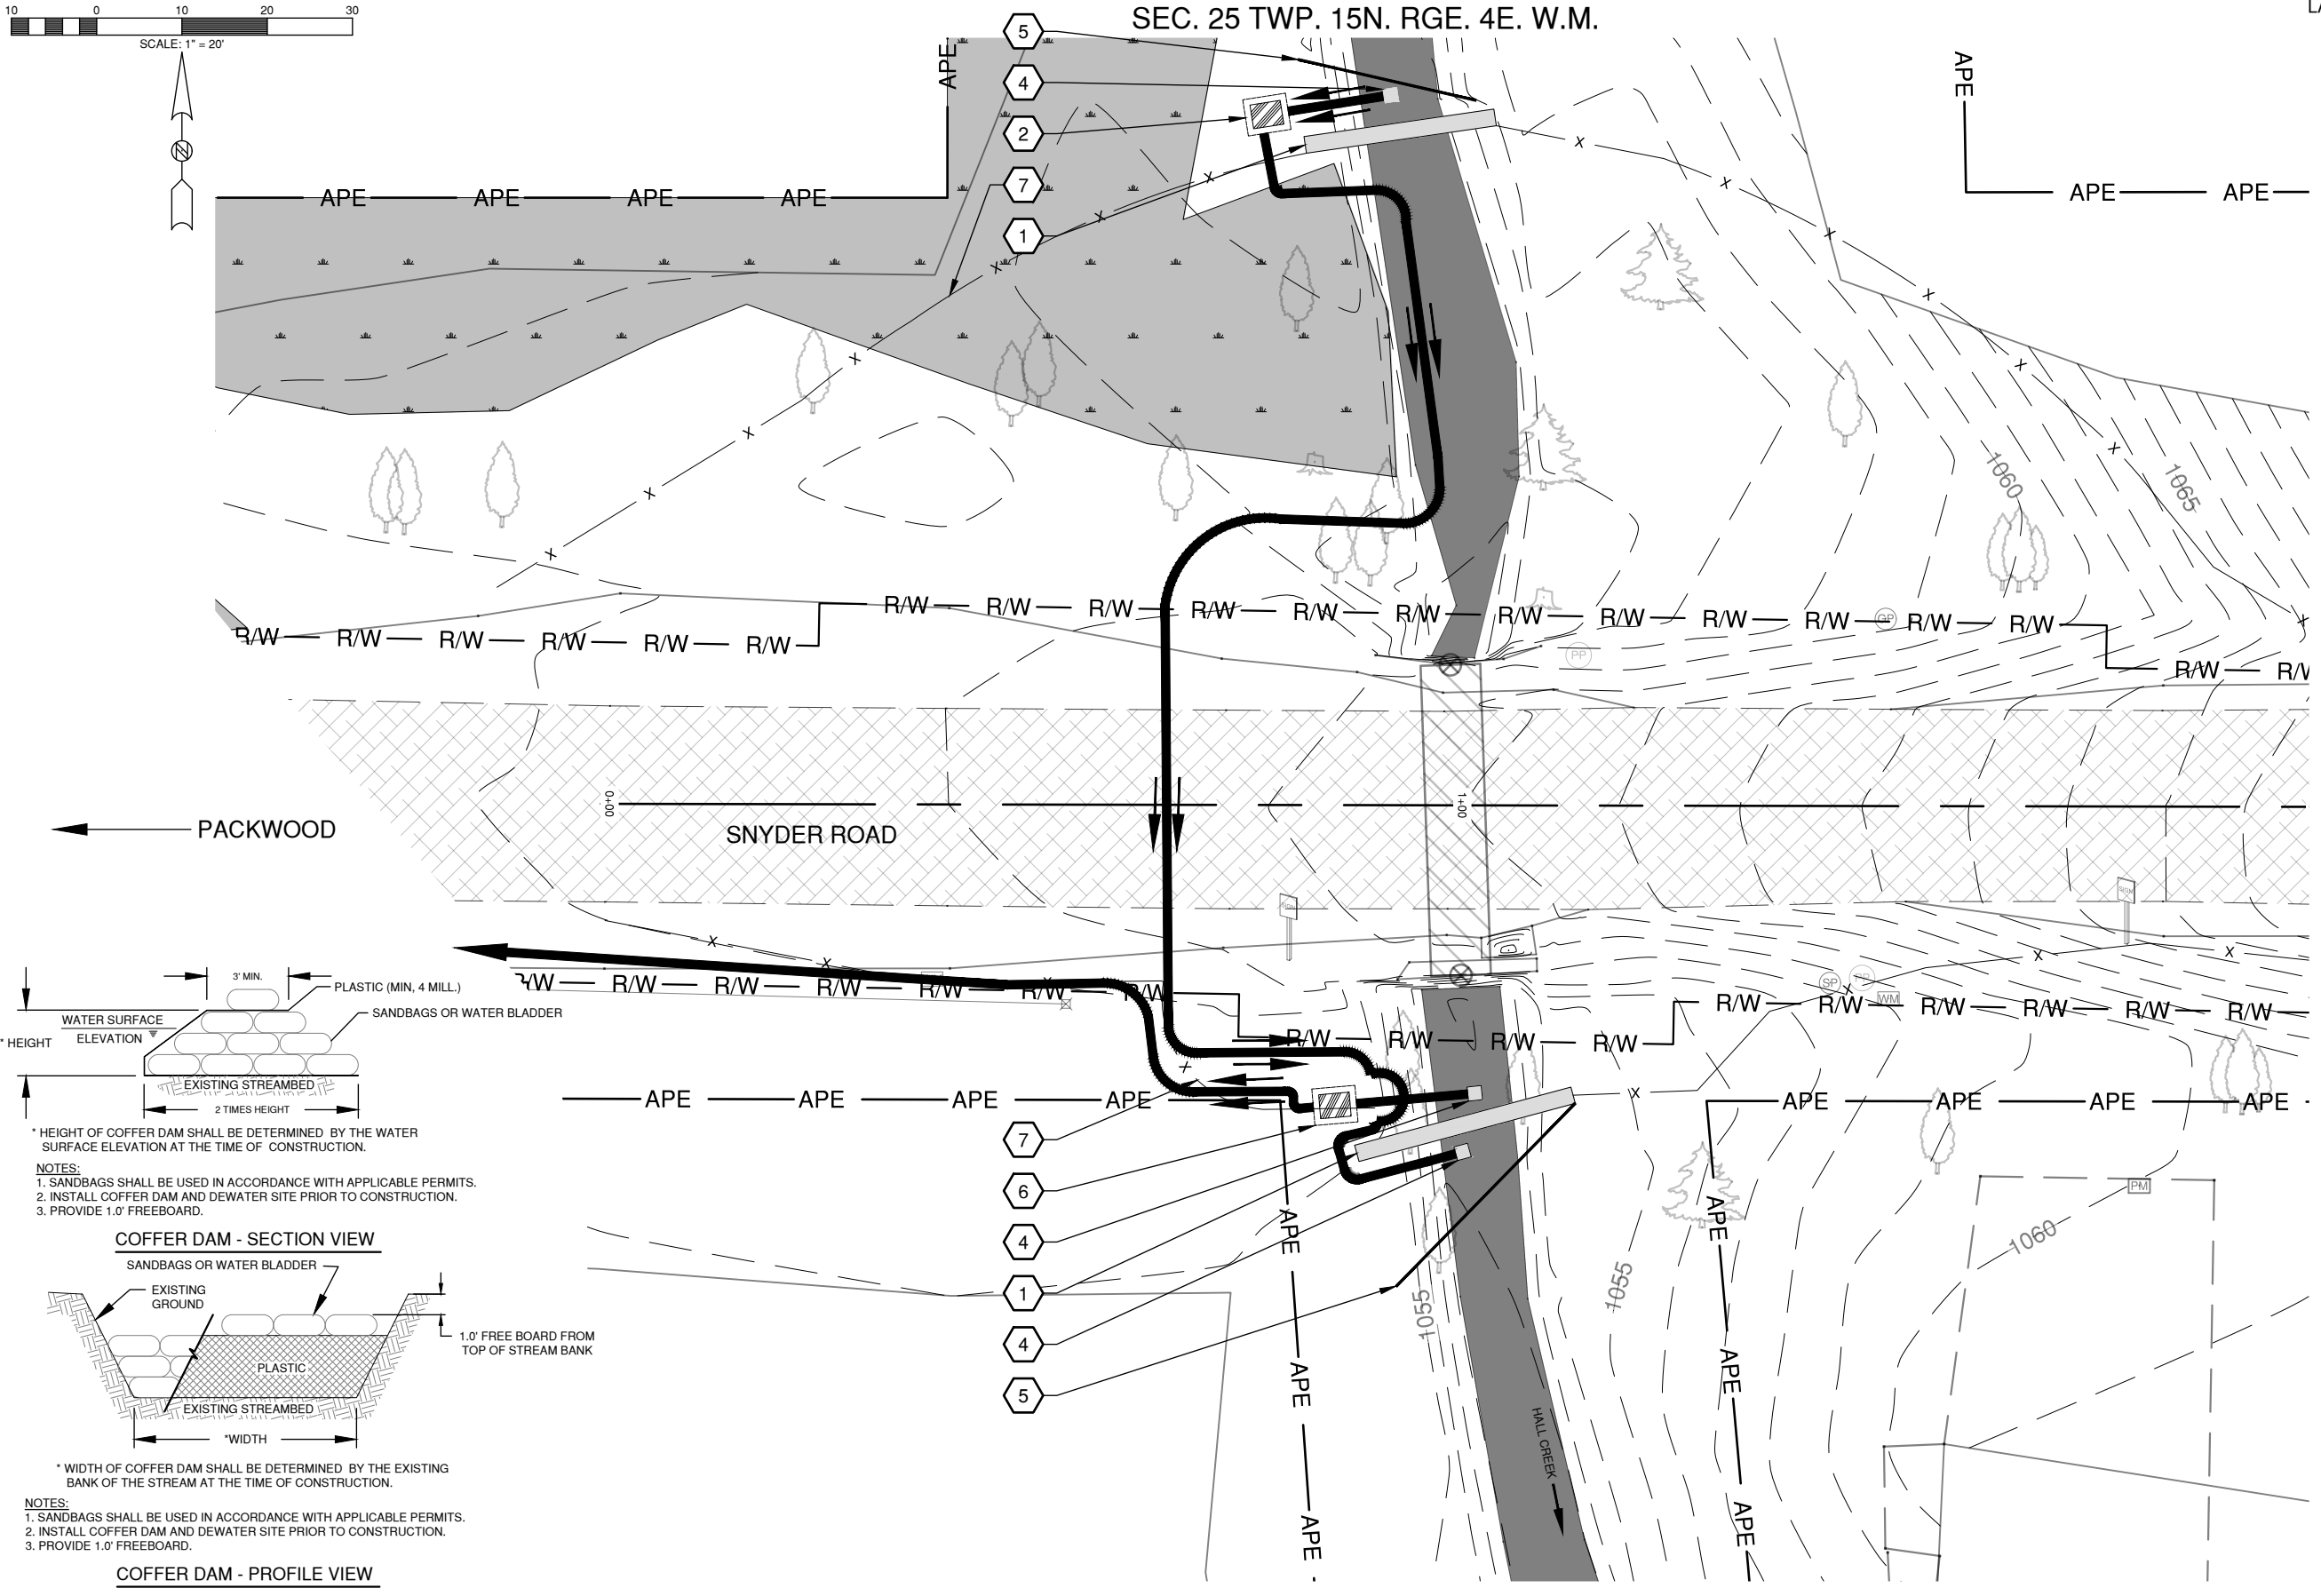 10 0 10 20 30
SCALE: 1" = 20'
SEC. 25 TWP. 15N. RGE. 4E. W.M.
N
5
4
2
7
1
APE
APE
APE APE APE APE
APE APE
1060
1065
R/W R/W R/W R/W R/W R/W R/W R/W R/W R/W R/W R/W
R/W R/W R/W R/W R/W R/W
R/W
GP
PP
0+00
1+00
PACKWOOD
SNYDER ROAD
SIGN
SIGN
R/W R/W R/W R/W R/W R/W
R/W R/W R/W R/W
R/W R/W R/W R/W R/W R/W
SP
WM
APE APE APE APE
APE APE APE APE
7
6
4
1
4
5
APE
APE
APE
APE
APE
APE
PM
1055
1055
1060
HALL CREEK
3' MIN.
PLASTIC (MIN, 4 MILL.)
SANDBAGS OR WATER BLADDER
WATER SURFACE
ELEVATION
* HEIGHT
EXISTING STREAMBED
2 TIMES HEIGHT
* HEIGHT OF COFFER DAM SHALL BE DETERMINED BY THE WATER
SURFACE ELEVATION AT THE TIME OF CONSTRUCTION.
NOTES:
1. SANDBAGS SHALL BE USED IN ACCORDANCE WITH APPLICABLE PERMITS.
2. INSTALL COFFER DAM AND DEWATER SITE PRIOR TO CONSTRUCTION.
3. PROVIDE 1.0' FREEBOARD.
COFFER DAM - SECTION VIEW
SANDBAGS OR WATER BLADDER
EXISTING
GROUND
1.0' FREE BOARD FROM
TOP OF STREAM BANK
PLASTIC
EXISTING STREAMBED
*WIDTH
* WIDTH OF COFFER DAM SHALL BE DETERMINED BY THE EXISTING
BANK OF THE STREAM AT THE TIME OF CONSTRUCTION.
NOTES:
1. SANDBAGS SHALL BE USED IN ACCORDANCE WITH APPLICABLE PERMITS.
2. INSTALL COFFER DAM AND DEWATER SITE PRIOR TO CONSTRUCTION.
3. PROVIDE 1.0' FREEBOARD.
COFFER DAM - PROFILE VIEW